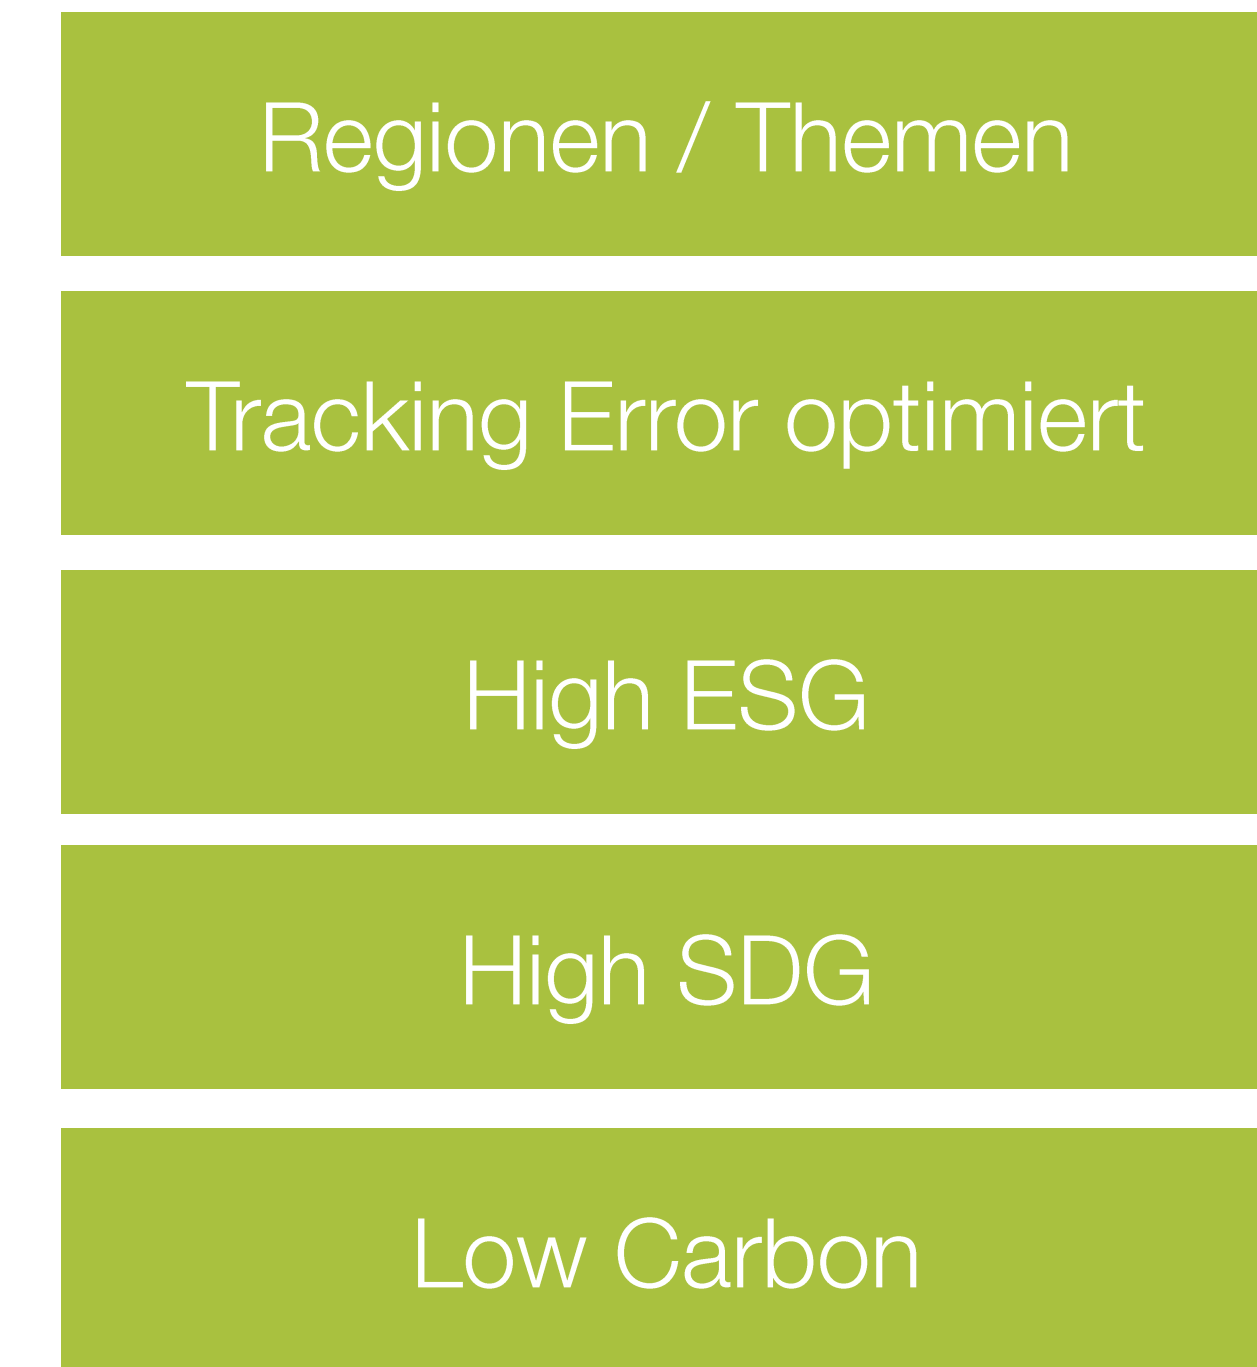 Regionen / Themen
Tracking Error optimiert
High ESG
High SDG
Low Carbon